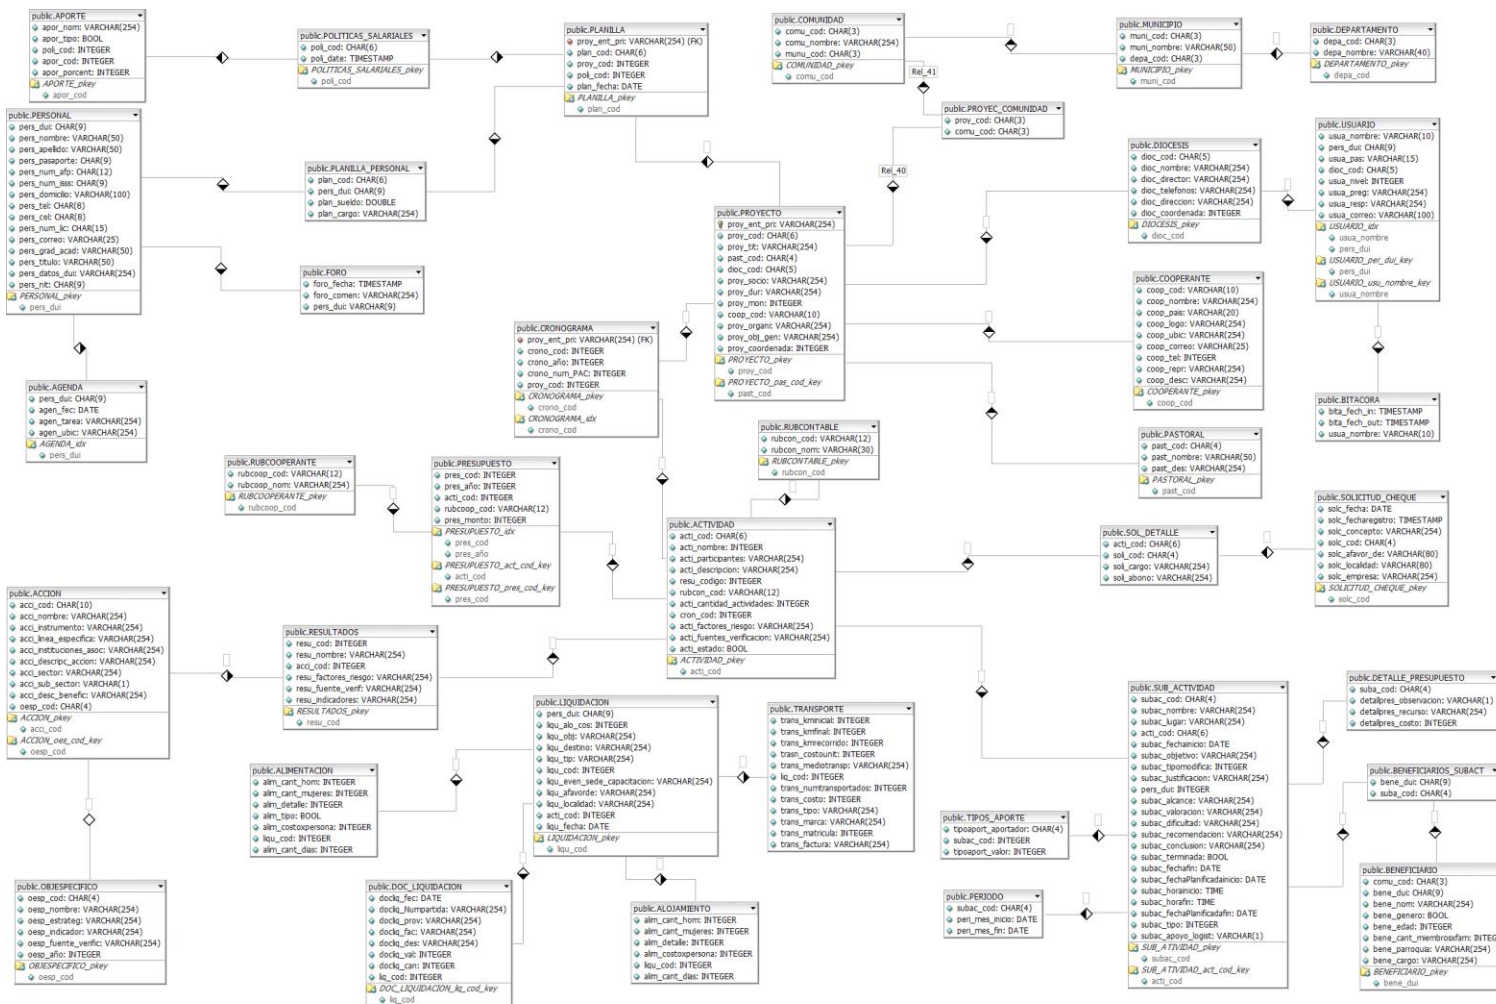 public.APORTE
apor_nom: VARCHAR(254)
apor_tipo: BOOL
poli_cod: INTEGER
apor_cod: INTEGER
apor_porcent: INTEGER
APORTE_pkey
apor_cod
public.POLITICAS_SALARIALES
poli_cod: CHAR(6)
poli_date: TIMESTAMP
POLITICAS_SALARIALES_pkey
poli_cod
public.PLANILLA
proy_ent_pri: VARCHAR(254) (FK)
plan_cod: CHAR(6)
proy_cod: INTEGER
poli_cod: INTEGER
plan_fecha: DATE
PLANILLA_pkey
plan_cod
public.COMUNIDAD
comu_cod: CHAR(3)
comu_nombre: VARCHAR(254)
munu_cod: CHAR(3)
COMUNIDAD_pkey
comu_cod
public.MUNICIPIO
muni_cod: CHAR(3)
muni_nombre: VARCHAR(50)
depa_cod: CHAR(3)
MUNICIPIO_pkey
muni_cod
public.DEPARTAMENTO
depa_cod: CHAR(3)
depa_nombre: VARCHAR(40)
DEPARTAMENTO_pkey
depa_cod
Rel_41
public.PROYEC_COMUNIDAD
proy_cod: CHAR(3)
comu_cod: CHAR(3)
Rel_40
public.PERSONAL
pers_dui: CHAR(9)
pers_nombre: VARCHAR(50)
pers_apellido: VARCHAR(50)
pers_pasaporte: CHAR(9)
pers_num_afp: CHAR(12)
pers_num_isss: CHAR(9)
pers_domicilio: VARCHAR(100)
pers_tel: CHAR(8)
pers_cel: CHAR(8)
pers_num_lic: CHAR(15)
pers_correo: VARCHAR(25)
pers_grad_acad: VARCHAR(50)
pers_titulo: VARCHAR(50)
pers_datos_dui: VARCHAR(254)
pers_nit: CHAR(9)
PERSONAL_pkey
pers_dui
public.PLANILLA_PERSONAL
plan_cod: CHAR(6)
pers_dui: CHAR(9)
plan_sueldo: DOUBLE
plan_cargo: VARCHAR(254)
public.FORO
foro_fecha: TIMESTAMP
foro_comen: VARCHAR(254)
pers_dui: VARCHAR(9)
public.DIOCESIS
dioc_cod: CHAR(5)
dioc_nombre: VARCHAR(254)
dioc_director: VARCHAR(254)
dioc_telefonos: VARCHAR(254)
dioc_direccion: VARCHAR(254)
dioc_coordenada: INTEGER
DIOCESIS_pkey
dioc_cod
public.USUARIO
usua_nombre: VARCHAR(10)
pers_dui: CHAR(9)
usua_pas: VARCHAR(15)
dioc_cod: CHAR(5)
usua_nivel: INTEGER
usua_preg: VARCHAR(254)
usua_resp: VARCHAR(254)
usua_correo: VARCHAR(100)
USUARIO_idx
usua_nombre
pers_dui
USUARIO_per_dui_key
pers_dui
USUARIO_usu_nombre_key
usua_nombre
public.PROYECTO
proy_ent_pri: VARCHAR(254)
proy_cod: CHAR(6)
proy_tit: VARCHAR(254)
past_cod: CHAR(4)
dioc_cod: CHAR(5)
proy_socio: VARCHAR(254)
proy_dur: VARCHAR(254)
proy_mon: INTEGER
coop_cod: VARCHAR(10)
proy_organi: VARCHAR(254)
proy_obj_gen: VARCHAR(254)
proy_coordenada: INTEGER
PROYECTO_pkey
proy_cod
PROYECTO_pas_cod_key
past_cod
public.COOPERANTE
coop_cod: VARCHAR(10)
coop_nombre: VARCHAR(254)
coop_pais: VARCHAR(20)
coop_logo: VARCHAR(254)
coop_ubic: VARCHAR(254)
coop_correo: VARCHAR(25)
coop_tel: INTEGER
coop_repr: VARCHAR(254)
coop_desc: VARCHAR(254)
COOPERANTE_pkey
coop_cod
public.CRONOGRAMA
proy_ent_pri: VARCHAR(254) (FK)
crono_cod: INTEGER
crono_año: INTEGER
crono_num_PAC: INTEGER
proy_cod: INTEGER
CRONOGRAMA_pkey
crono_cod
CRONOGRAMA_idx
crono_cod
public.AGENDA
pers_dui: CHAR(9)
agen_fec: DATE
agen_tarea: VARCHAR(254)
agen_ubic: VARCHAR(254)
AGENDA_idx
pers_dui
public.BITACORA
bita_fech_in: TIMESTAMP
bita_fech_out: TIMESTAMP
usua_nombre: VARCHAR(10)
public.RUBCONTABLE
rubcon_cod: VARCHAR(12)
rubcon_nom: VARCHAR(30)
RUBCONTABLE_pkey
rubcon_cod
public.PASTORAL
past_cod: CHAR(4)
past_nombre: VARCHAR(50)
past_des: VARCHAR(254)
PASTORAL_pkey
past_cod
public.RUBCOOPERANTE
rubcoop_cod: VARCHAR(12)
rubcoop_nom: VARCHAR(254)
RUBCOOPERANTE_pkey
rubcoop_cod
public.PRESUPUESTO
pres_cod: INTEGER
pres_año: INTEGER
acti_cod: INTEGER
rubcoop_cod: VARCHAR(12)
pres_monto: INTEGER
PRESUPUESTO_idx
pres_cod
pres_año
PRESUPUESTO_act_cod_key
acti_cod
PRESUPUESTO_pres_cod_key
pres_cod
public.ACTIVIDAD
acti_cod: CHAR(6)
acti_nombre: INTEGER
acti_participantes: VARCHAR(254)
acti_descripcion: VARCHAR(254)
resu_codigo: INTEGER
rubcon_cod: VARCHAR(12)
acti_cantidad_actividades: INTEGER
cron_cod: INTEGER
acti_factores_riesgo: VARCHAR(254)
acti_fuentes_verificacion: VARCHAR(254)
acti_estado: BOOL
ACTIVIDAD_pkey
acti_cod
public.SOL_DETALLE
acti_cod: CHAR(6)
soli_cod: CHAR(4)
soli_cargo: VARCHAR(254)
soli_abono: VARCHAR(254)
public.SOLICITUD_CHEQUE
solc_fecha: DATE
solc_fecharegistro: TIMESTAMP
solc_concepto: VARCHAR(254)
solc_cod: CHAR(4)
solc_afavor_de: VARCHAR(80)
solc_localidad: VARCHAR(80)
solc_empresa: VARCHAR(254)
SOLICITUD_CHEQUE_pkey
solc_cod
public.ACCION
acci_cod: CHAR(10)
acci_nombre: VARCHAR(254)
acci_instrumento: VARCHAR(254)
acci_linea_especifica: VARCHAR(254)
acci_instituciones_asoc: VARCHAR(254)
acci_descripc_accion: VARCHAR(254)
acci_sector: VARCHAR(254)
acci_sub_sector: VARCHAR(1)
acci_desc_benefic: VARCHAR(254)
oesp_cod: CHAR(4)
ACCION_pkey
acci_cod
ACCION_oes_cod_key
oesp_cod
public.RESULTADOS
resu_cod: INTEGER
resu_nombre: VARCHAR(254)
acci_cod: INTEGER
resu_factores_riesgo: VARCHAR(254)
resu_fuente_verif: VARCHAR(254)
resu_indicadores: VARCHAR(254)
RESULTADOS_pkey
resu_cod
public.LIQUIDACION
pers_dui: CHAR(9)
liqu_alo_cos: INTEGER
liqu_obj: VARCHAR(254)
liqu_destino: VARCHAR(254)
liqu_tip: VARCHAR(254)
liqu_cod: INTEGER
liqu_even_sede_capacitacion: VARCHAR(254)
liqu_afavorde: VARCHAR(254)
liqu_localidad: VARCHAR(254)
acti_cod: INTEGER
liqu_fecha: DATE
LIQUIDACION_pkey
liqu_cod
public.TRANSPORTE
trans_kminicial: INTEGER
trans_kmfinal: INTEGER
trans_kmrecorrido: INTEGER
trasn_costounit: INTEGER
trans_mediotransp: VARCHAR(254)
liq_cod: INTEGER
trans_numtransportados: INTEGER
trans_costo: INTEGER
trans_tipo: VARCHAR(254)
trans_marca: VARCHAR(254)
trans_matricula: INTEGER
trans_factura: VARCHAR(254)
public.SUB_ACTIVIDAD
subac_cod: CHAR(4)
subac_nombre: VARCHAR(254)
subac_lugar: VARCHAR(254)
acti_cod: CHAR(6)
subac_fechainicio: DATE
subac_objetivo: VARCHAR(254)
subac_tipomodifica: INTEGER
subac_justificacion: VARCHAR(254)
pers_dui: INTEGER
subac_alcance: VARCHAR(254)
subac_valoracion: VARCHAR(254)
subac_dificultad: VARCHAR(254)
subac_recomendacion: VARCHAR(254)
subac_conclusion: VARCHAR(254)
subac_terminada: BOOL
subac_fechafin: DATE
subac_fechaPlanificadainicio: DATE
subac_horainicio: TIME
subac_horafin: TIME
subac_fechaPlanificadafin: DATE
subac_tipo: INTEGER
subac_apoyo_logist: VARCHAR(1)
SUB_ATIVIDAD_pkey
subac_cod
SUB_ATIVIDAD_act_cod_key
acti_cod
public.DETALLE_PRESUPUESTO
suba_cod: CHAR(4)
detallpres_observacion: VARCHAR(1)
detallpres_recurso: VARCHAR(254)
detallpres_costo: INTEGER
public.BENEFICIARIOS_SUBACT
bene_dui: CHAR(9)
suba_cod: CHAR(4)
public.ALIMENTACION
alim_cant_hom: INTEGER
alim_cant_mujeres: INTEGER
alim_detalle: INTEGER
alim_tipo: BOOL
alim_costoxpersona: INTEGER
liqu_cod: INTEGER
alim_cant_dias: INTEGER
public.TIPOS_APORTE
tipoaport_aportador: CHAR(4)
subac_cod: INTEGER
tipoaport_valor: INTEGER
public.PERIODO
subac_cod: CHAR(4)
peri_mes_inicio: DATE
peri_mes_fin: DATE
public.BENEFICIARIO
comu_cod: CHAR(3)
bene_dui: CHAR(9)
bene_nom: VARCHAR(254)
bene_genero: BOOL
bene_edad: INTEGER
bene_cant_miembrosxfam: INTEG
bene_parroquia: VARCHAR(254)
bene_cargo: VARCHAR(254)
BENEFICIARIO_pkey
bene_dui
public.OBJESPECIFICO
oesp_cod: CHAR(4)
oesp_nombre: VARCHAR(254)
oesp_estrateg: VARCHAR(254)
oesp_indicador: VARCHAR(254)
oesp_fuente_verific: VARCHAR(254)
oesp_año: INTEGER
OBJESPECIFICO_pkey
oesp_cod
public.DOC_LIQUIDACION
docliq_fec: DATE
docliq_Numpartida: VARCHAR(254)
docliq_prov: VARCHAR(254)
docliq_fac: VARCHAR(254)
docliq_des: VARCHAR(254)
docliq_val: INTEGER
docliq_can: INTEGER
liq_cod: INTEGER
DOC_LIQUIDACION_liq_cod_key
liq_cod
public.ALOJAMIENTO
alim_cant_hom: INTEGER
alim_cant_mujeres: INTEGER
alim_detalle: INTEGER
alim_costoxpersona: INTEGER
liqu_cod: INTEGER
alim_cant_dias: INTEGER